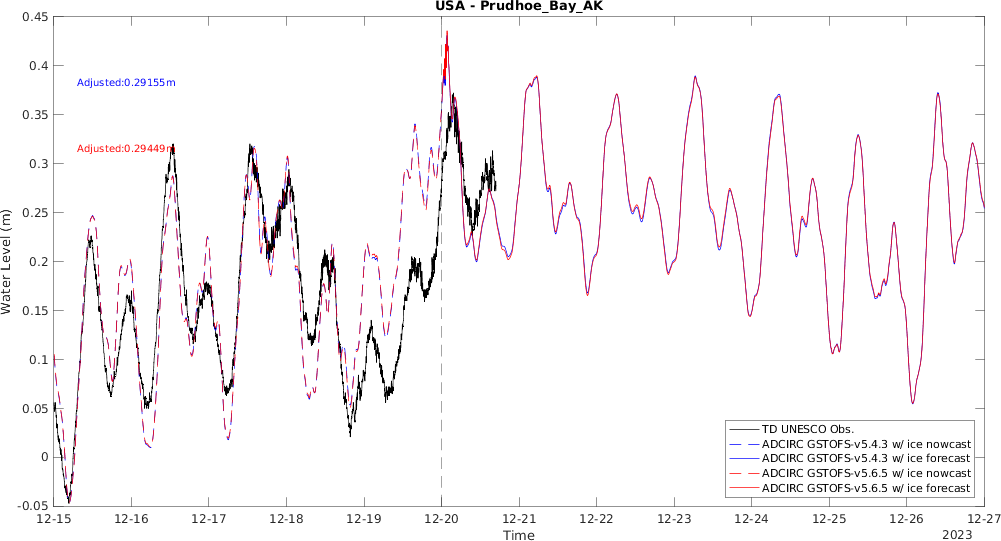 USA - Prudhoe_Bay_AK
0.45
0.4
0.35
0.3
0.25
0.2
0.15
0.1
0.05
0
-0.05
Water Level (m)
Adjusted:0.29155m
Adjusted:0.29449m
TD UNESCO Obs.
ADCIRC GSTOFS-v5.4.3 w/ ice nowcast
ADCIRC GSTOFS-v5.4.3 w/ ice forecast
ADCIRC GSTOFS-v5.6.5 w/ ice nowcast
ADCIRC GSTOFS-v5.6.5 w/ ice forecast
12-15 12-16 12-17 12-18 12-19 12-20 12-21 12-22 12-23 12-24 12-25 12-26 12-27
Time
2023